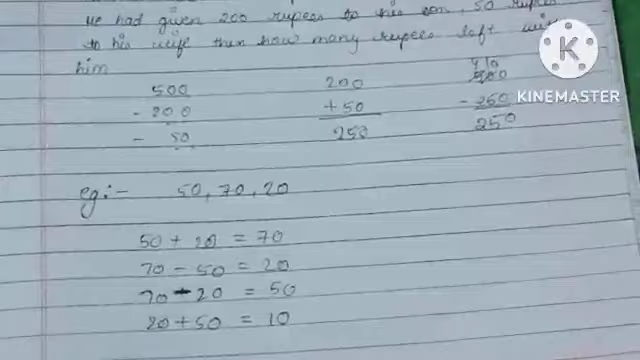 he had given 200 rupees to his son, 50 rupees
to his wife then how many rupees left with
him
500 200 500
- 200 + 50 - 250
- 50 250 250
eg:- 50, 70, 20
50 + 20 = 70
70 - 50 = 20
70 - 20 = 50
20 + 50 = 10
K
KINEMASTER